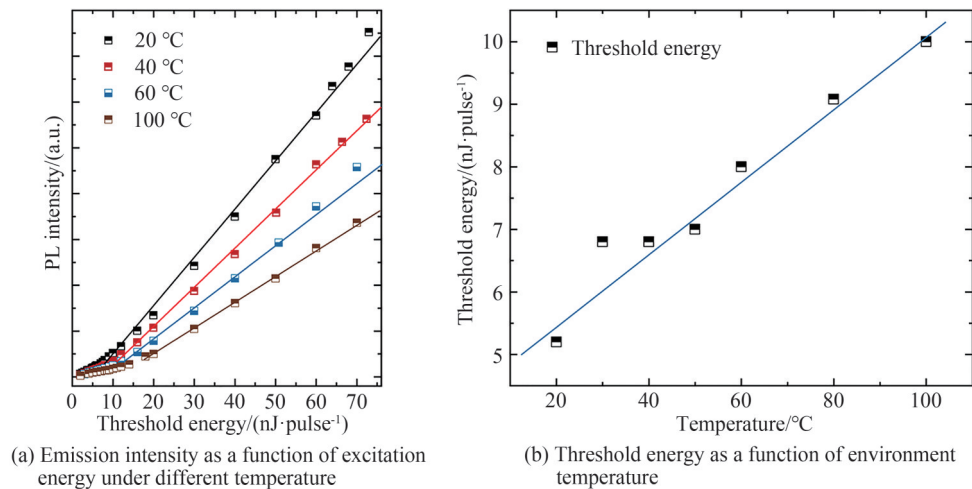 20 °C
40 °C
60 °C
100 °C
PL intensity/(a.u.)
0 10 20 30 40 50 60 70
Threshold energy/(nJ·pulse⁻¹)
(a) Emission intensity as a function of excitation
energy under different temperature
Threshold energy
10
9
8
7
6
5
Threshold energy/(nJ·pulse⁻¹)
20 40 60 80 100
Temperature/℃
(b) Threshold energy as a function of environment
temperature